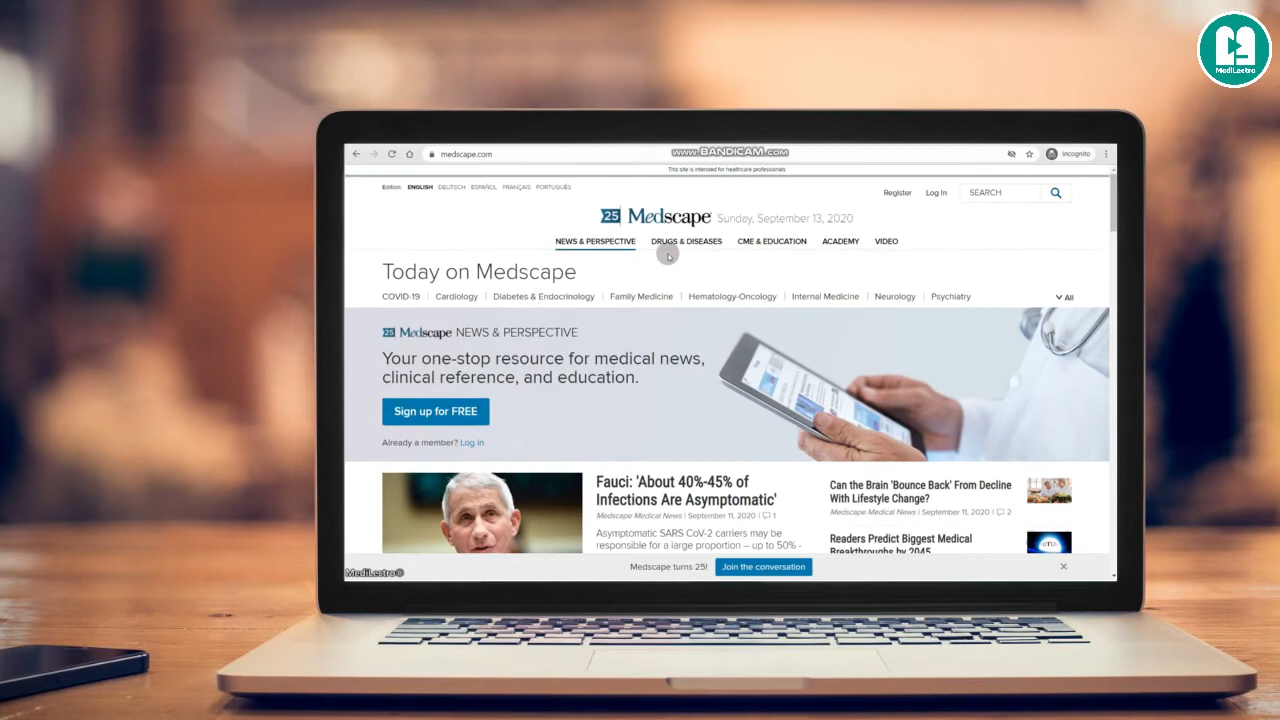 MediLectro
medscape.com
WWW.BANDICAM.COM
Incognito
This site is intended for healthcare professionals
Edition: ENGLISH DEUTSCH ESPAÑOL FRANÇAIS PORTUGUÊS
Register Log In SEARCH
25 Medscape Sunday, September 13, 2020
NEWS & PERSPECTIVE DRUGS & DISEASES CME & EDUCATION ACADEMY VIDEO
Today on Medscape
COVID-19 | Cardiology | Diabetes & Endocrinology | Family Medicine | Hematology-Oncology | Internal Medicine | Neurology | Psychiatry
All
25 Medscape NEWS & PERSPECTIVE
Your one-stop resource for medical news,
clinical reference, and education.
Sign up for FREE
Already a member? Log in
Fauci: 'About 40%-45% of
Infections Are Asymptomatic'
Medscape Medical News | September 11, 2020 | 1
Asymptomatic SARS CoV-2 carriers may be
responsible for a large proportion – up to 50% -
Can the Brain 'Bounce Back' From Decline
With Lifestyle Change?
Medscape Medical News | September 11, 2020 | 2
Readers Predict Biggest Medical
Breakthroughs by 2045
Medscape turns 25! Join the conversation
MediLectro®